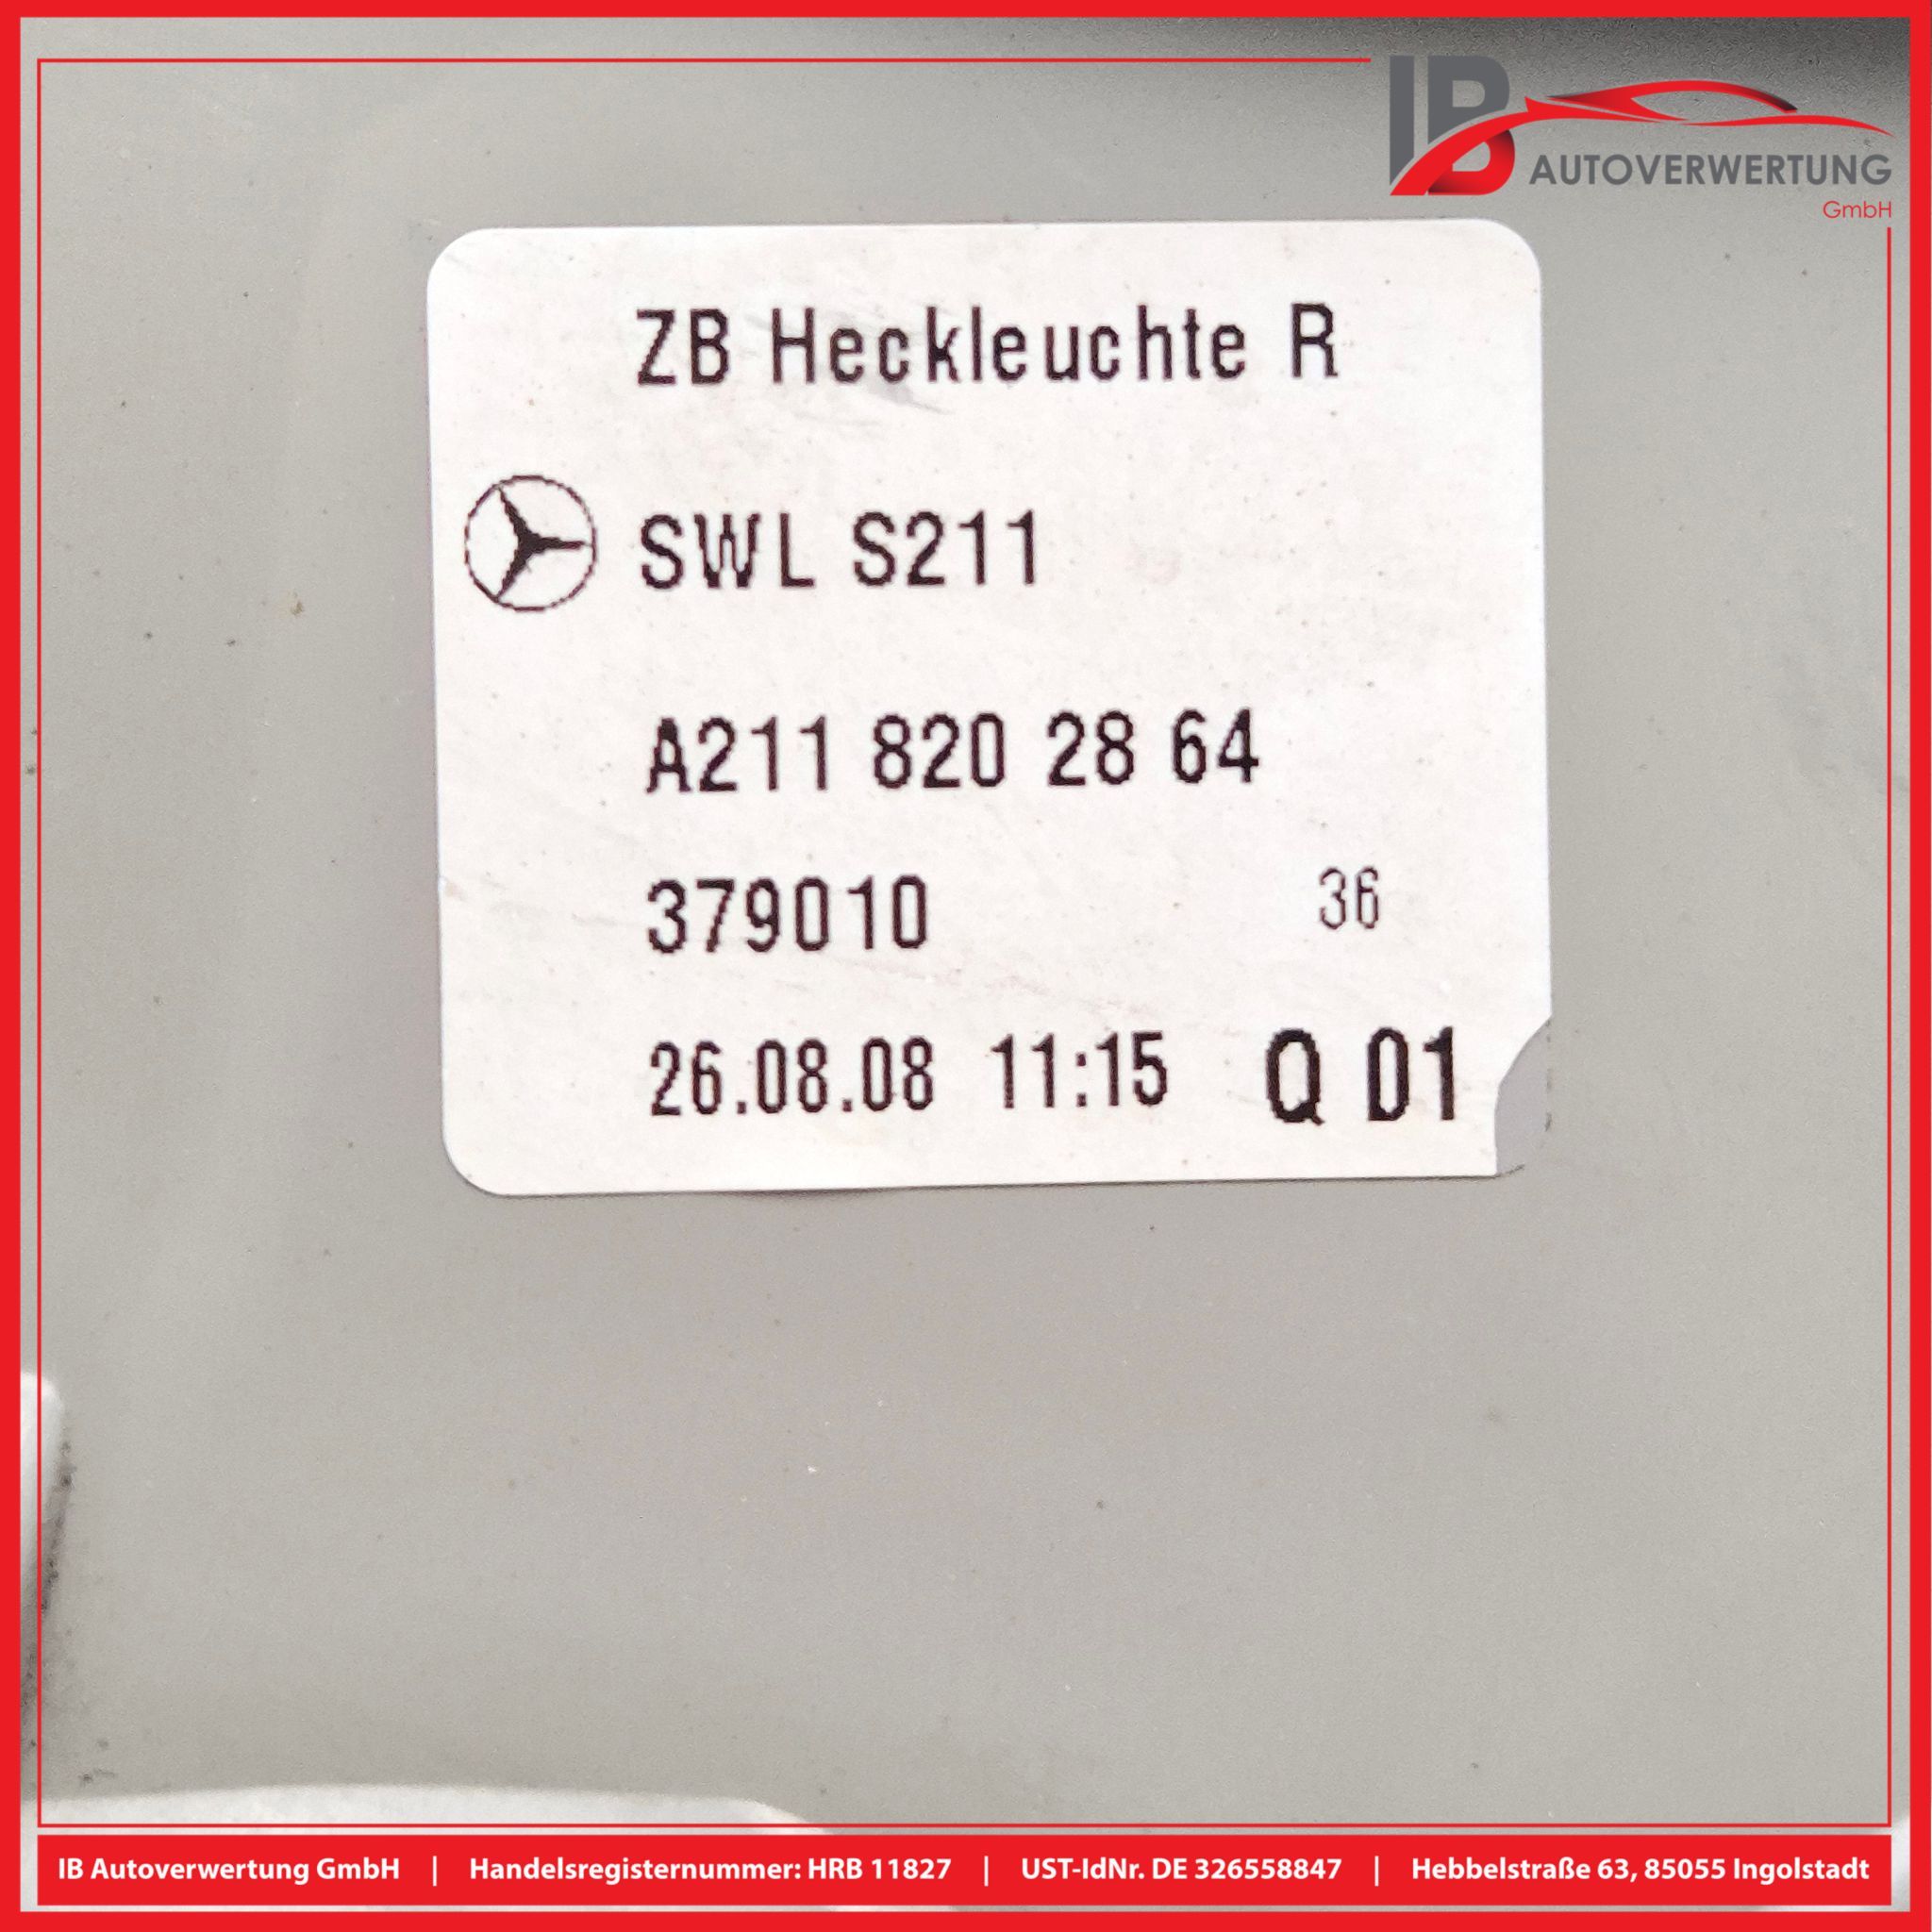 IB AUTOVERWERTUNG
GmbH
ZB Heckleuchte R
SWL S211
A211 820 28 64
379010 36
26.08.08 11:15 Q 01
IB Autoverwertung GmbH | Handelsregisternummer: HRB 11827 | UST-IdNr. DE 326558847 | Hebbelstraße 63, 85055 Ingolstadt